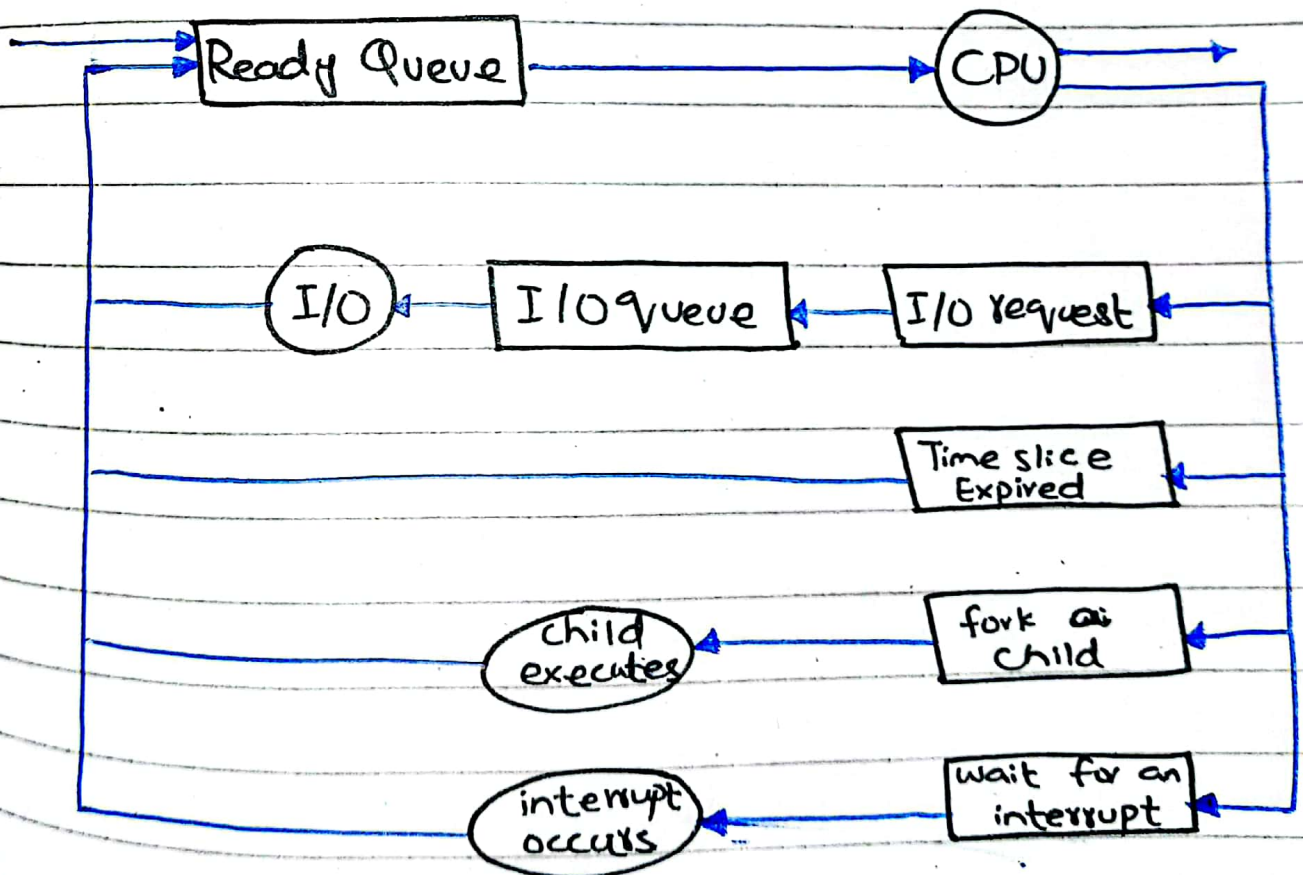 Ready Queue
CPU
I/O
I/O queue
I/O request
Time slice
Expired
child
executes
fork a
child
interrupt
occurs
wait for an
interrupt